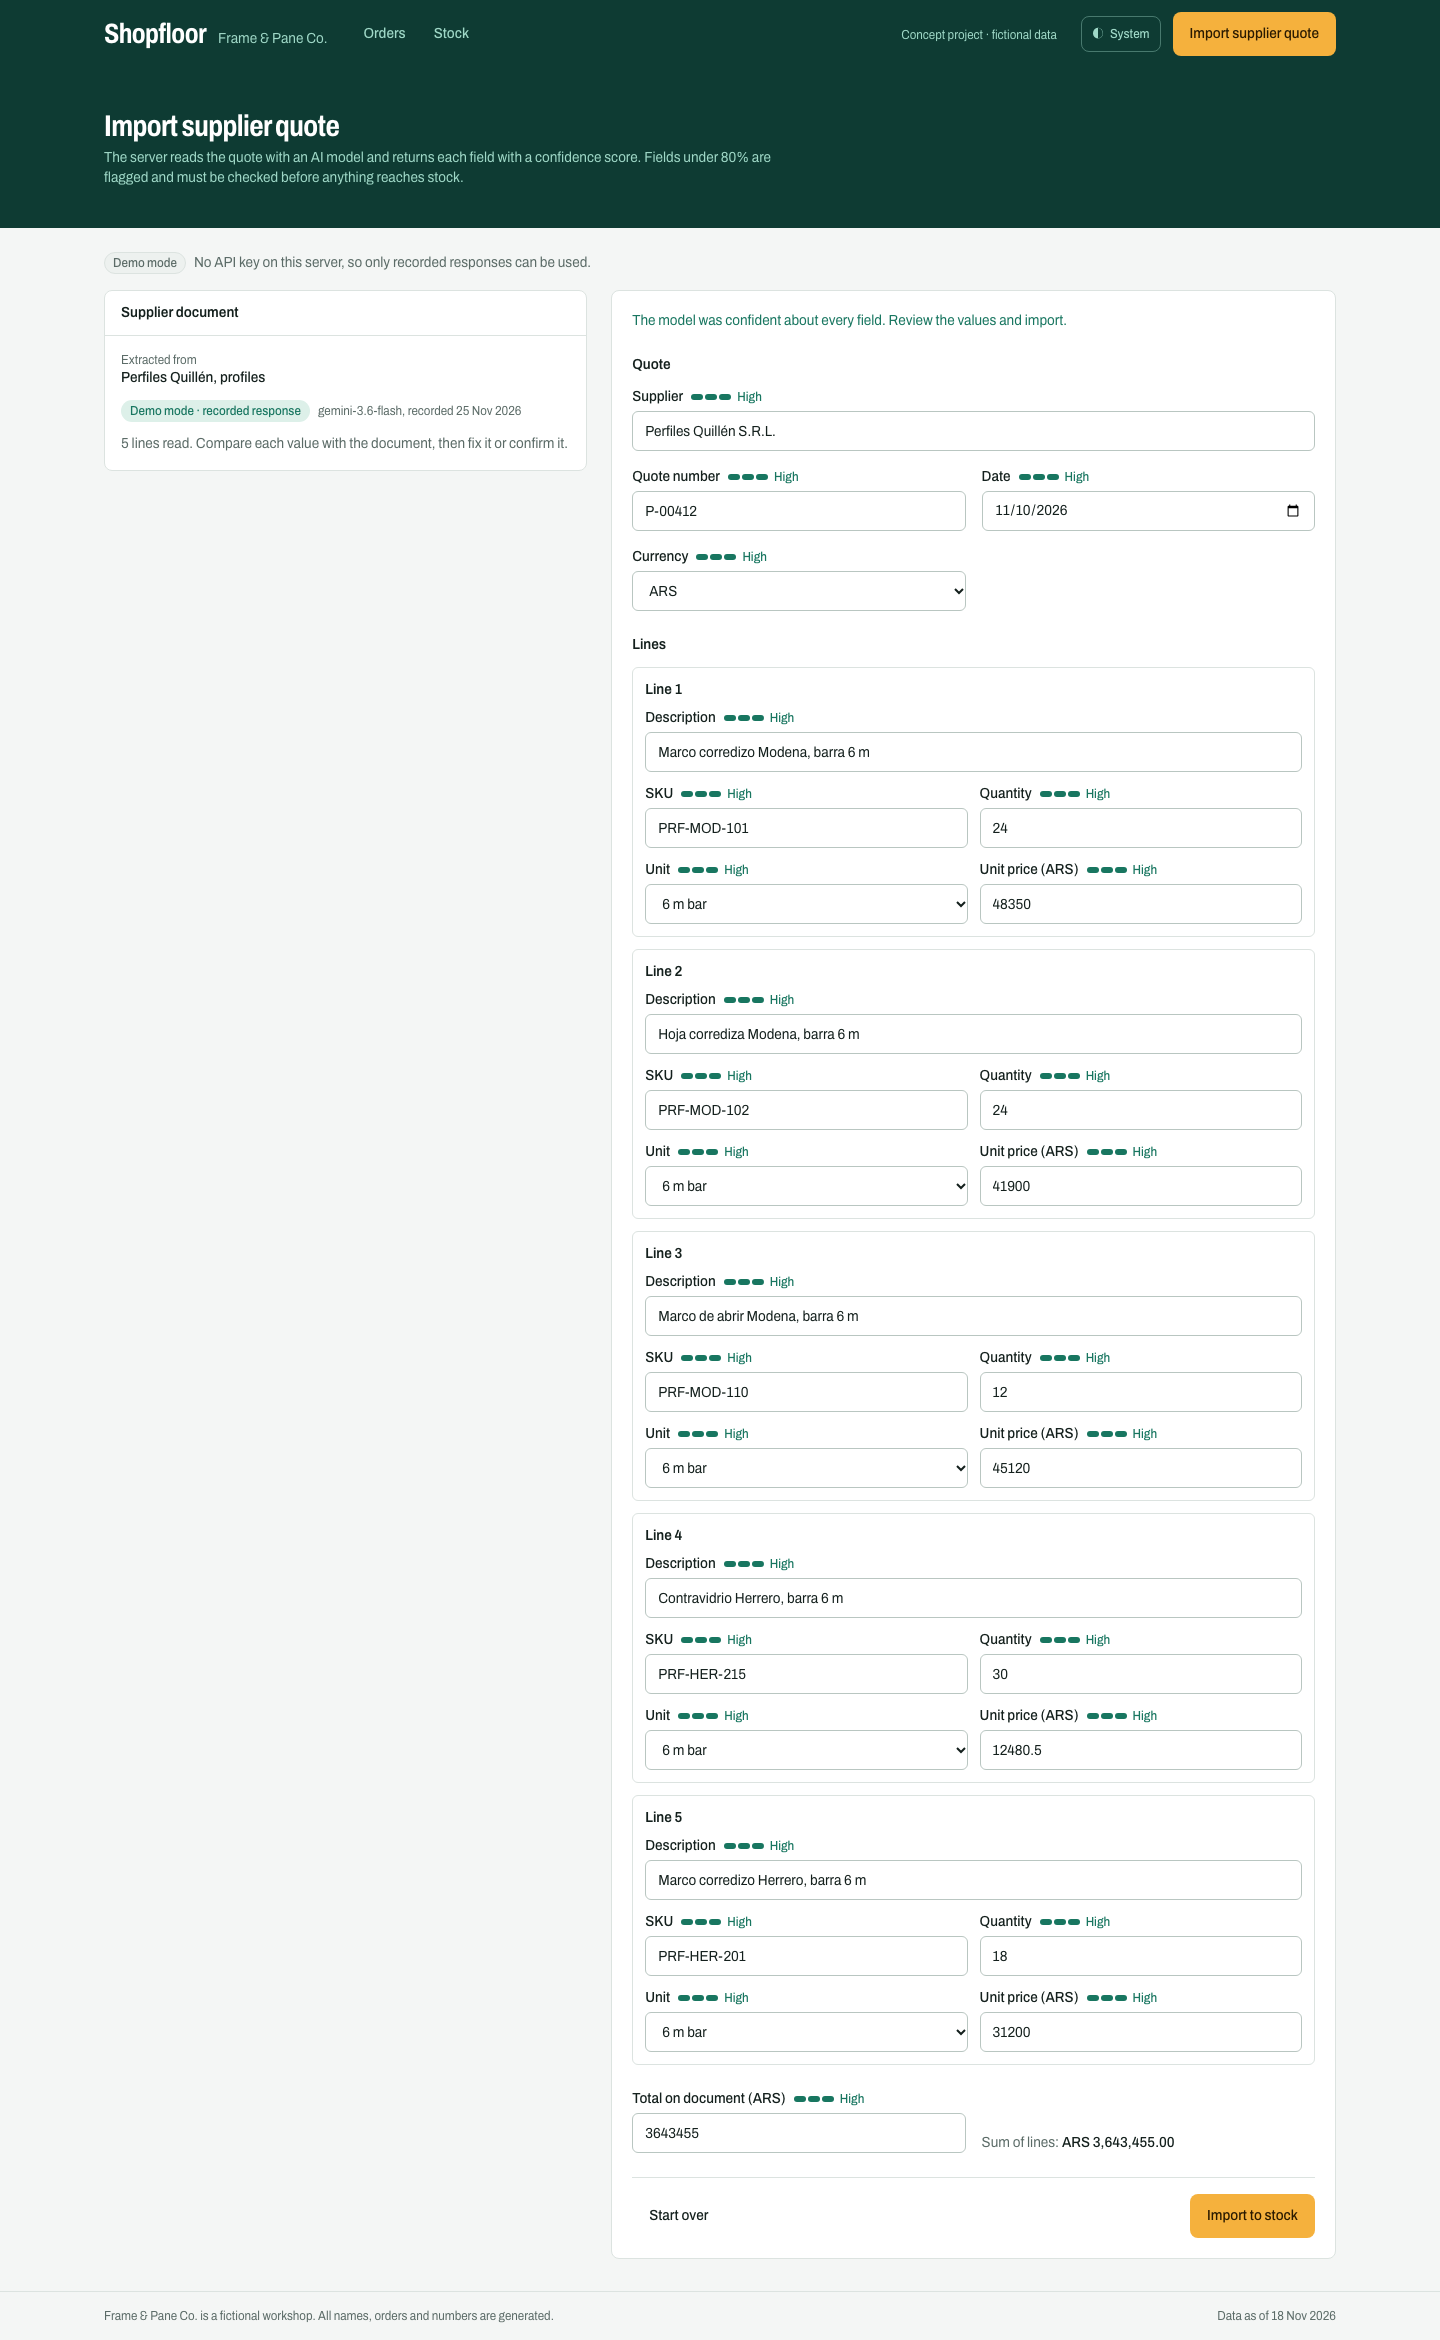 Shopfloor Frame & Pane Co. Orders Stock Concept project · fictional data System Import supplier quote
Import supplier quote
The server reads the quote with an AI model and returns each field with a confidence score. Fields under 80% are
flagged and must be checked before anything reaches stock.
Demo mode No API key on this server, so only recorded responses can be used.
Supplier document
Extracted from
Perfiles Quillén, profiles
Demo mode · recorded response gemini-3.6-flash, recorded 25 Nov 2026
5 lines read. Compare each value with the document, then fix it or confirm it.
The model was confident about every field. Review the values and import.
Quote
Supplier High
Perfiles Quillén S.R.L.
Quote number High Date High
P-00412 11/10/2026
Currency High
ARS
Lines
Line 1
Description High
Marco corredizo Modena, barra 6 m
SKU High Quantity High
PRF-MOD-101 24
Unit High Unit price (ARS) High
6 m bar 48350
Line 2
Description High
Hoja corrediza Modena, barra 6 m
SKU High Quantity High
PRF-MOD-102 24
Unit High Unit price (ARS) High
6 m bar 41900
Line 3
Description High
Marco de abrir Modena, barra 6 m
SKU High Quantity High
PRF-MOD-110 12
Unit High Unit price (ARS) High
6 m bar 45120
Line 4
Description High
Contravidrio Herrero, barra 6 m
SKU High Quantity High
PRF-HER-215 30
Unit High Unit price (ARS) High
6 m bar 12480.5
Line 5
Description High
Marco corredizo Herrero, barra 6 m
SKU High Quantity High
PRF-HER-201 18
Unit High Unit price (ARS) High
6 m bar 31200
Total on document (ARS) High
3643455 Sum of lines: ARS 3,643,455.00
Start over Import to stock
Frame & Pane Co. is a fictional workshop. All names, orders and numbers are generated. Data as of 18 Nov 2026